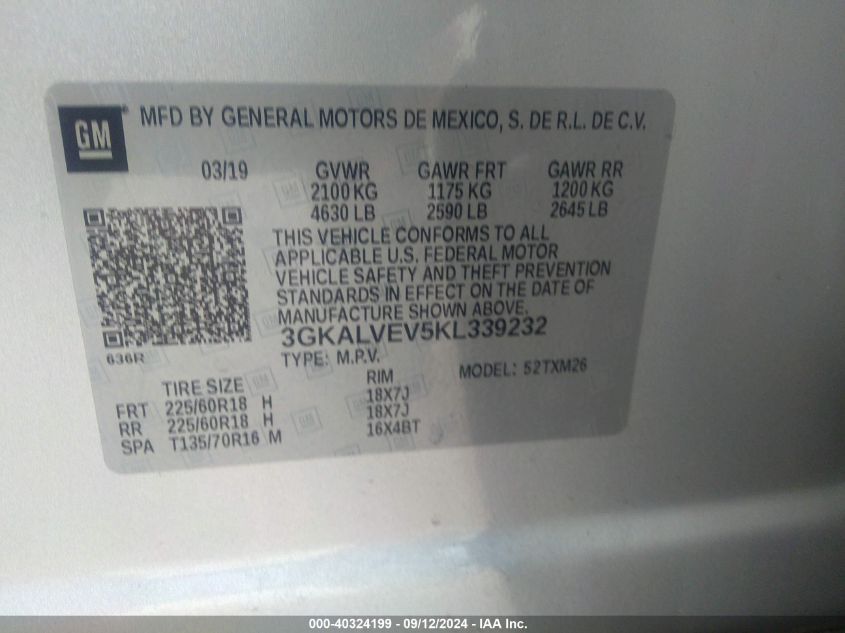 GM MFD BY GENERAL MOTORS DE MEXICO, S. DE R.L. DE C.V.
03/19 GVWR GAWR FRT GAWR RR
2100 KG 1175 KG 1200 KG
4630 LB 2590 LB 2645 LB
THIS VEHICLE CONFORMS TO ALL
APPLICABLE U.S. FEDERAL MOTOR
VEHICLE SAFETY AND THEFT PREVENTION
STANDARDS IN EFFECT ON THE DATE OF
MANUFACTURE SHOWN ABOVE.
3GKALVEV5KL339232
636R
TYPE: M.P.V. MODEL: 52TXM26
TIRE SIZE RIM
FRT 225/60R18 H 18X7J
RR 225/60R18 H 18X7J
SPA T135/70R16 M 16X4BT
000-40324199 - 09/12/2024 - IAA Inc.